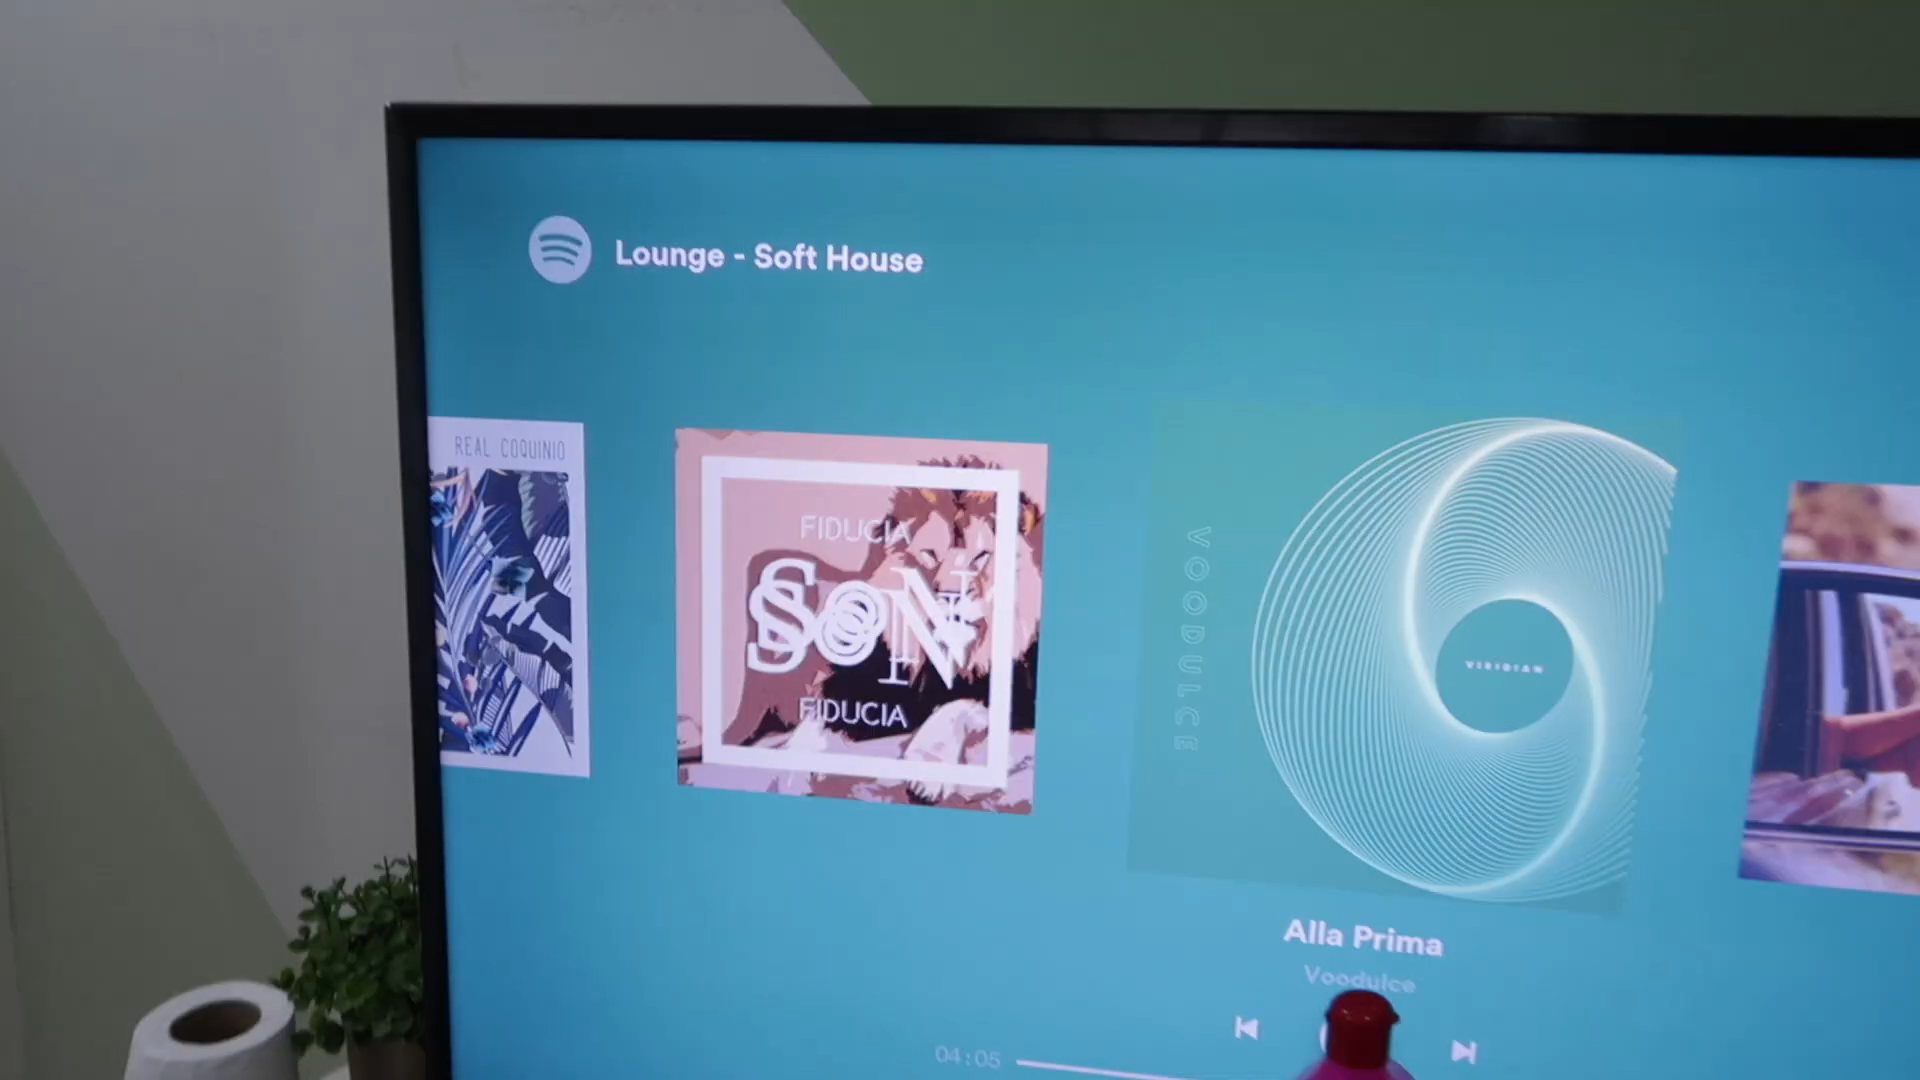 Lounge - Soft House
REAL COQUINIO
FIDUCIA
SON
FIDUCIA
VOODULCE
VIRIDIAN
Alla Prima
Voodulce
04:05